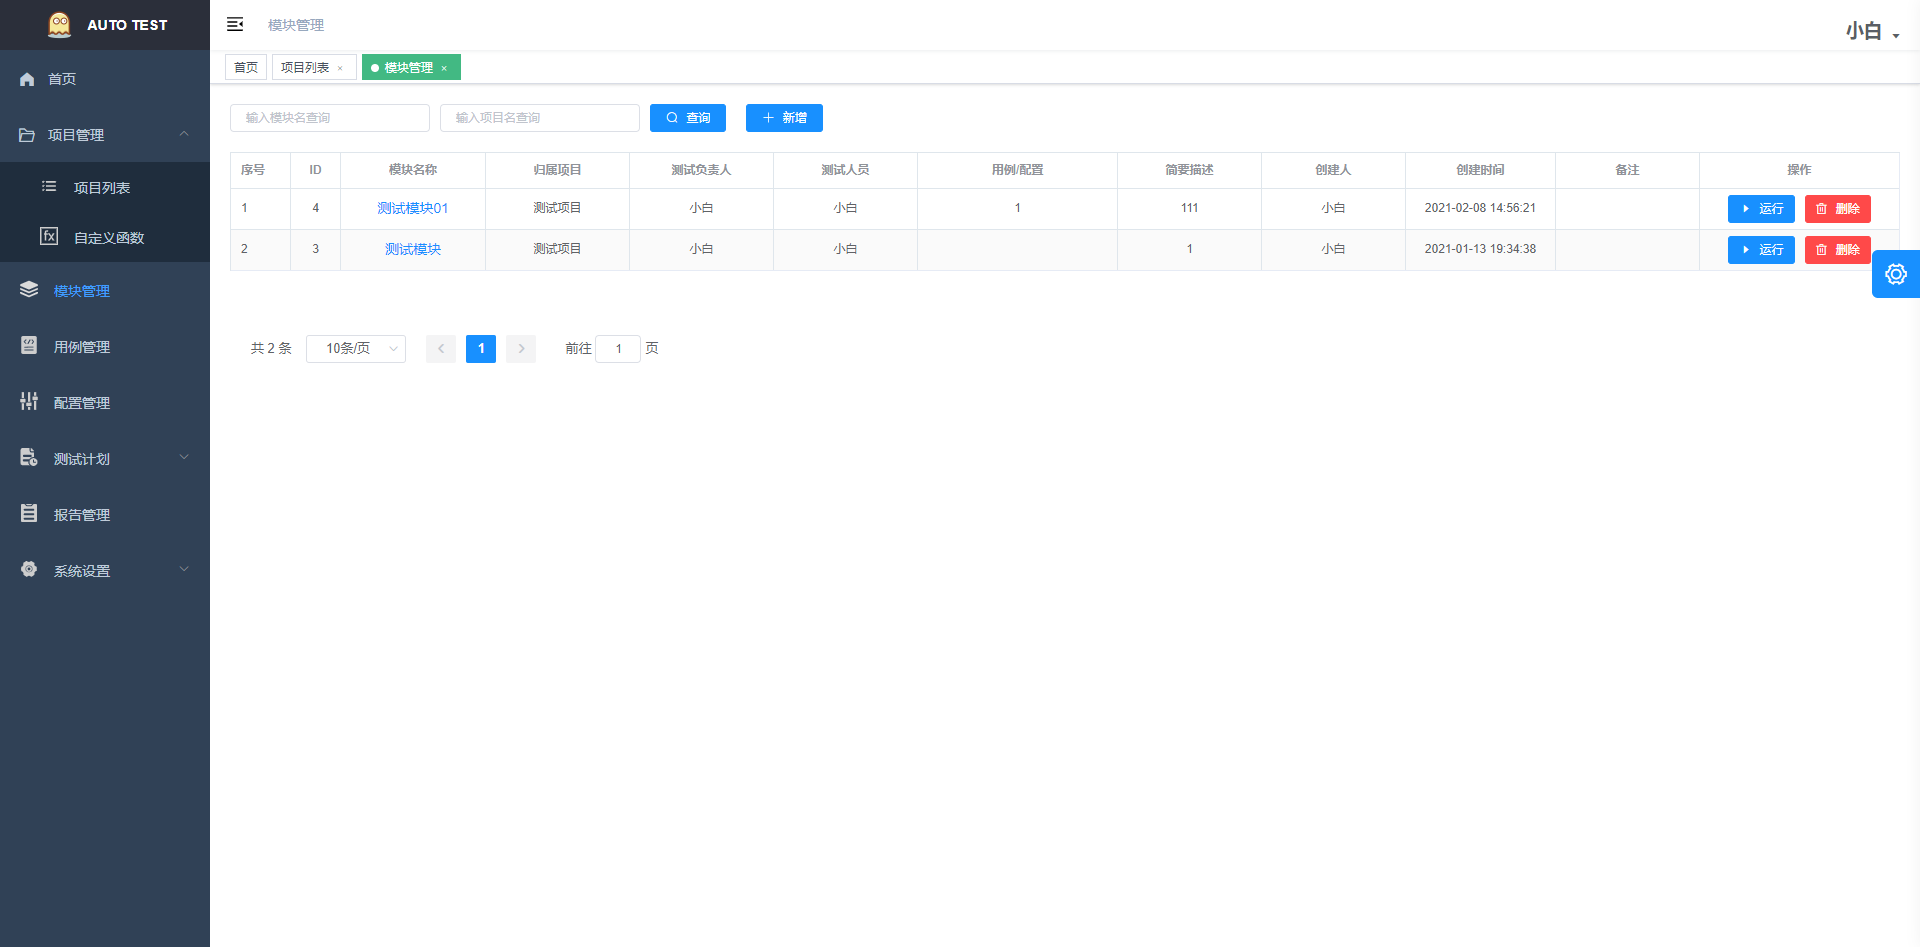 AUTO TEST
首页
项目管理
项目列表
自定义函数
模块管理
用例管理
配置管理
测试计划
报告管理
系统设置
模块管理
小白
首页 项目列表 × 模块管理 ×
输入模块名查询 输入项目名查询 查询 新增
序号 ID 模块名称 归属项目 测试负责人 测试人员 用例/配置 简要描述 创建人 创建时间 备注 操作
1 4 测试模块01 测试项目 小白 小白 1 111 小白 2021-02-08 14:56:21 运行 删除
2 3 测试模块 测试项目 小白 小白 1 小白 2021-01-13 19:34:38 运行 删除
共 2 条 10条/页 1 前往 1 页